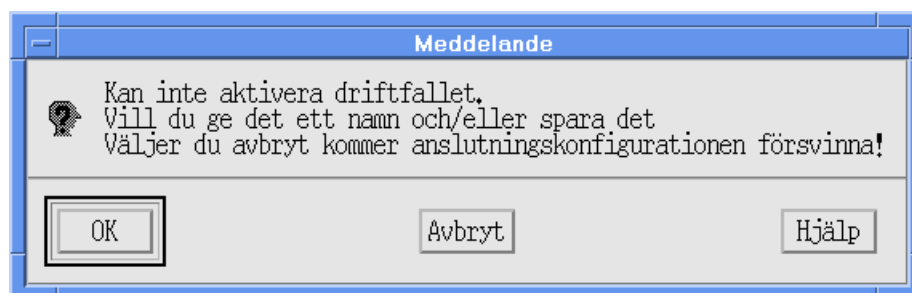 Meddelande
Kan inte aktivera driftfallet.
Vill du ge det ett namn och/eller spara det
Väljer du avbryt kommer anslutningskonfigurationen försvinna!
OK
Avbryt
Hjälp